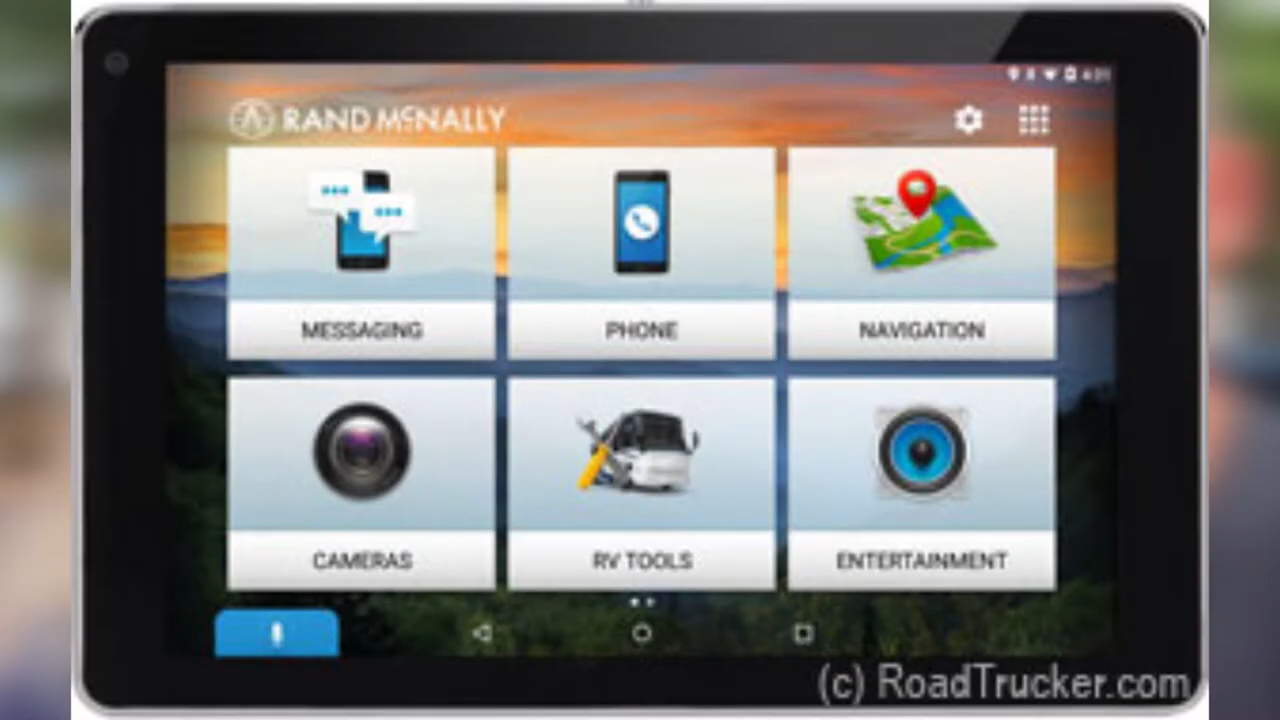 RAND McNALLY
MESSAGING
PHONE
NAVIGATION
CAMERAS
RV TOOLS
ENTERTAINMENT
(c) RoadTrucker.com